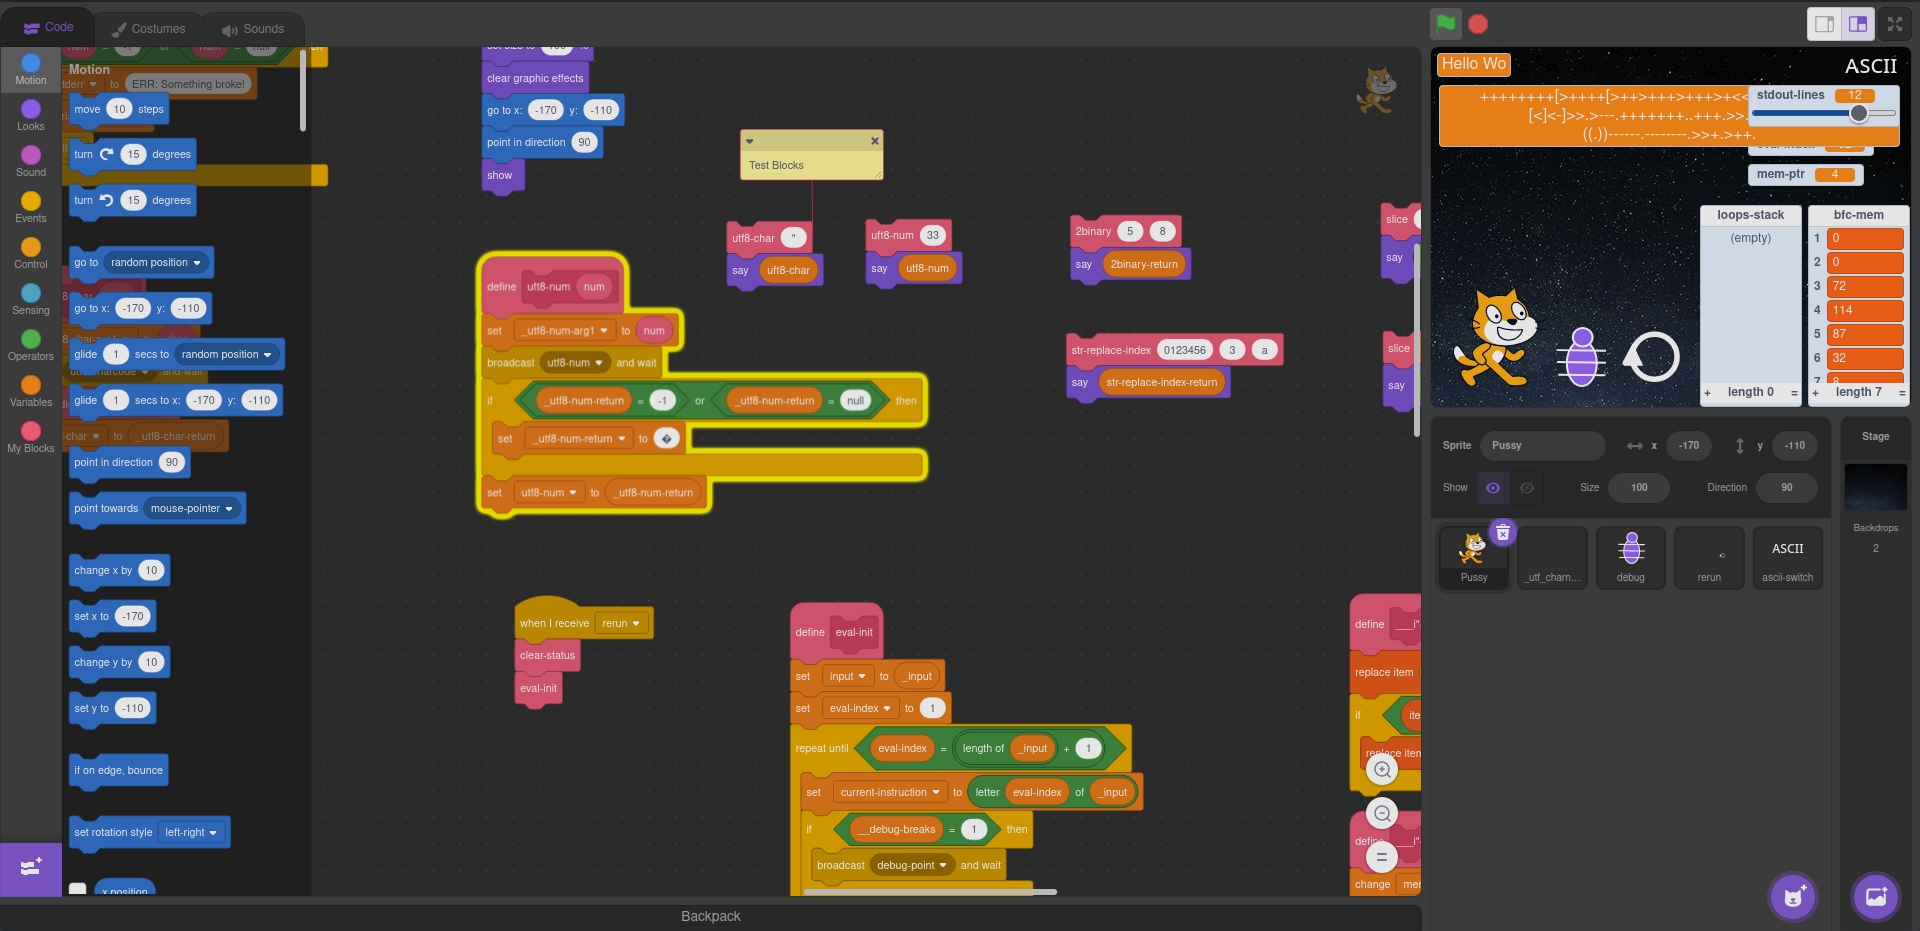 Code
Costumes
Sounds
Motion
Looks
Sound
Events
Control
Sensing
Operators
Variables
My Blocks
Motion
to ERR: Something broke!
move 10 steps
turn 15 degrees
turn 15 degrees
go to random position
go to x: -170 y: -110
glide 1 secs to random position
glide 1 secs to x: -170 y: -110
to _utf8-char-return
point in direction 90
point towards mouse-pointer
change x by 10
set x to -170
change y by 10
set y to -110
if on edge, bounce
set rotation style left-right
x position
clear graphic effects
go to x: -170 y: -110
point in direction 90
show
Test Blocks
utf8-char "
say uft8-char
uft8-num 33
say utf8-num
2binary 5 8
say 2binary-return
str-replace-index 0123456 3 a
say str-replace-index-return
slice
say
slice
say
define uft8-num num
set _utf8-num-arg1 to num
broadcast utf8-num and wait
if _utf8-num-return = -1 or _utf8-num-return = null then
set _utf8-num-return to �
set utf8-num to _utf8-num-return
when I receive rerun
clear-status
eval-init
define eval-init
set input to _input
set eval-index to 1
repeat until eval-index = length of _input + 1
set current-instruction to letter eval-index of _input
if __debug-breaks = 1 then
broadcast debug-point and wait
define
replace item
if
replace item
change
Backpack
Hello Wo
ASCII
++++++++[>++++[>++>+++>+++>+<<
[<]<-]>>.>---.+++++++..+++.>>.
((.))------.--------.>>+.>++.
stdout-lines 12
mem-ptr 4
loops-stack
(empty)
+ length 0 =
bfc-mem
1 0
2 0
3 72
4 114
5 87
6 32
7 8
+ length 7 =
Sprite Pussy x -170 y -110
Show Size 100 Direction 90
Pussy
_utf_charn...
debug
rerun
ASCII
ascii-switch
Stage
Backdrops
2